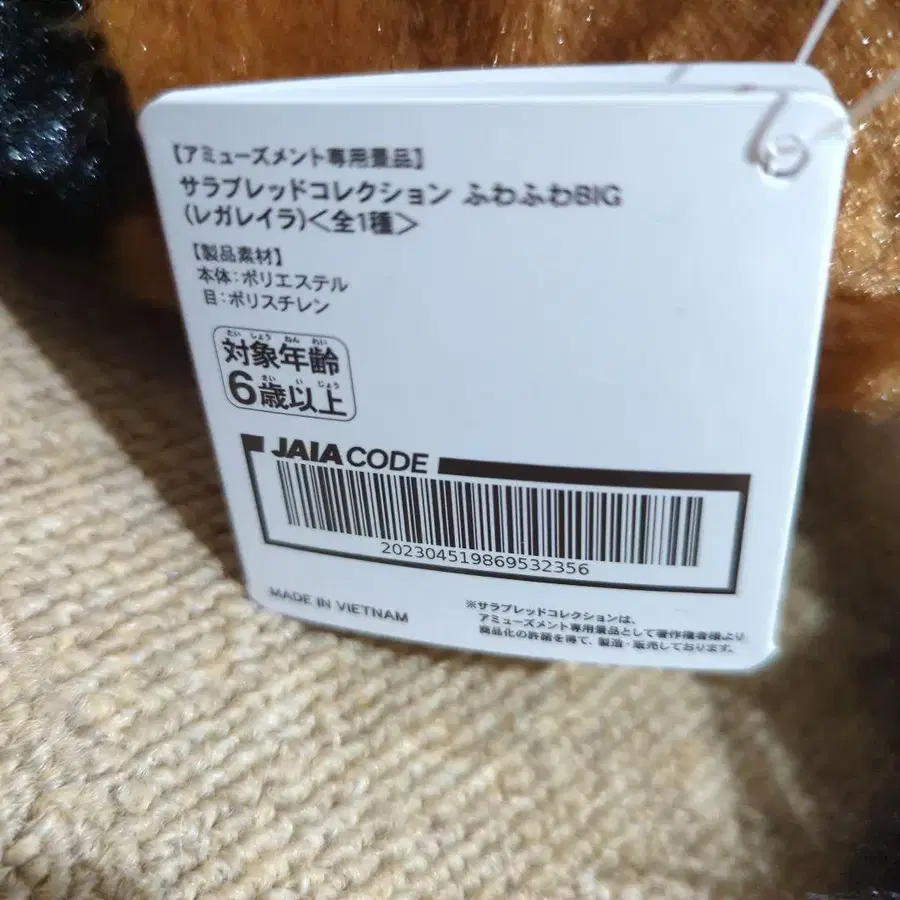 【アミューズメント専用景品】
サラブレッドコレクション ふわふわBIG
(レガレイラ)<全1種>
【製品素材】
本体:ポリエステル
目:ポリスチレン
たい しょう ねん れい
対象年齢
さい い じょう
6歳以上
JAIA CODE
202304519869532356
MADE IN VIETNAM
※サラブレッドコレクションは、
アミューズメント専用景品として著作権者様より
商品化の許諾を得て、製造・販売しております。